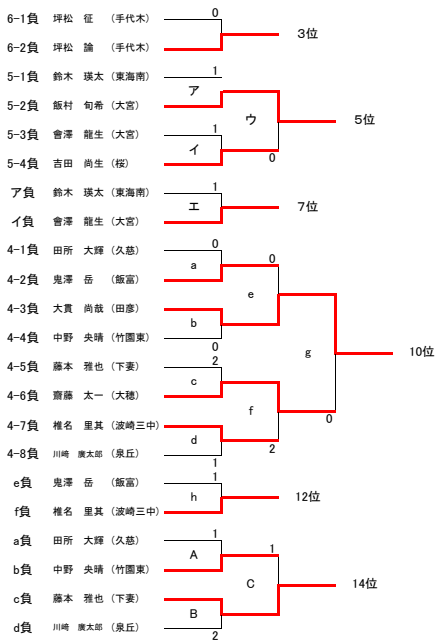 6-1負 坪松 征 (手代木) 0
3位
6-2負 坪松 論 (手代木)
5-1負 鈴木 瑛太 (東海南) 1
ア
5-2負 飯村 旬希 (大宮)
ウ 5位
5-3負 會澤 龍生 (大宮) 1
イ
5-4負 吉田 尚生 (桜) 0
ア負 鈴木 瑛太 (東海南) 1
エ 7位
イ負 會澤 龍生 (大宮)
4-1負 田所 大輝 (久慈) 0
a 0
4-2負 鬼澤 岳 (飯富)
e
4-3負 大貫 尚哉 (田彦)
b
4-4負 中野 央晴 (竹園東) 0
g 10位
4-5負 藤本 雅也 (下妻) 2
c
4-6負 齋藤 太一 (大穂)
f 0
4-7負 椎名 里其 (波崎三中)
d 2
4-8負 川﨑 廣太郎 (泉丘) 1
e負 鬼澤 岳 (飯富) 1
h 12位
f負 椎名 里其 (波崎三中)
a負 田所 大輝 (久慈) 1
A 1
b負 中野 央晴 (竹園東)
C 14位
c負 藤本 雅也 (下妻)
B
d負 川﨑 廣太郎 (泉丘) 2